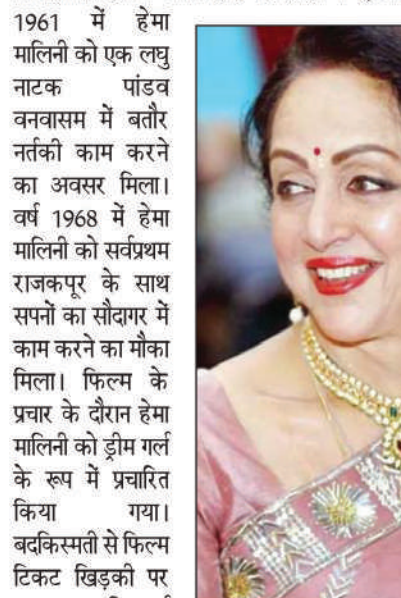 1961 में हेमा
मालिनी को एक लघु
नाटक पांडव
वनवासम में बतौर
नर्तकी काम करने
का अवसर मिला।
वर्ष 1968 में हेमा
मालिनी को सर्वप्रथम
राजकपूर के साथ
सपनों का सौदागर में
काम करने का मौका
मिला। फिल्म के
प्रचार के दौरान हेमा
मालिनी को ड्रीम गर्ल
के रूप में प्रचारित
किया गया।
बदकिस्मती से फिल्म
टिकट खिड़की पर